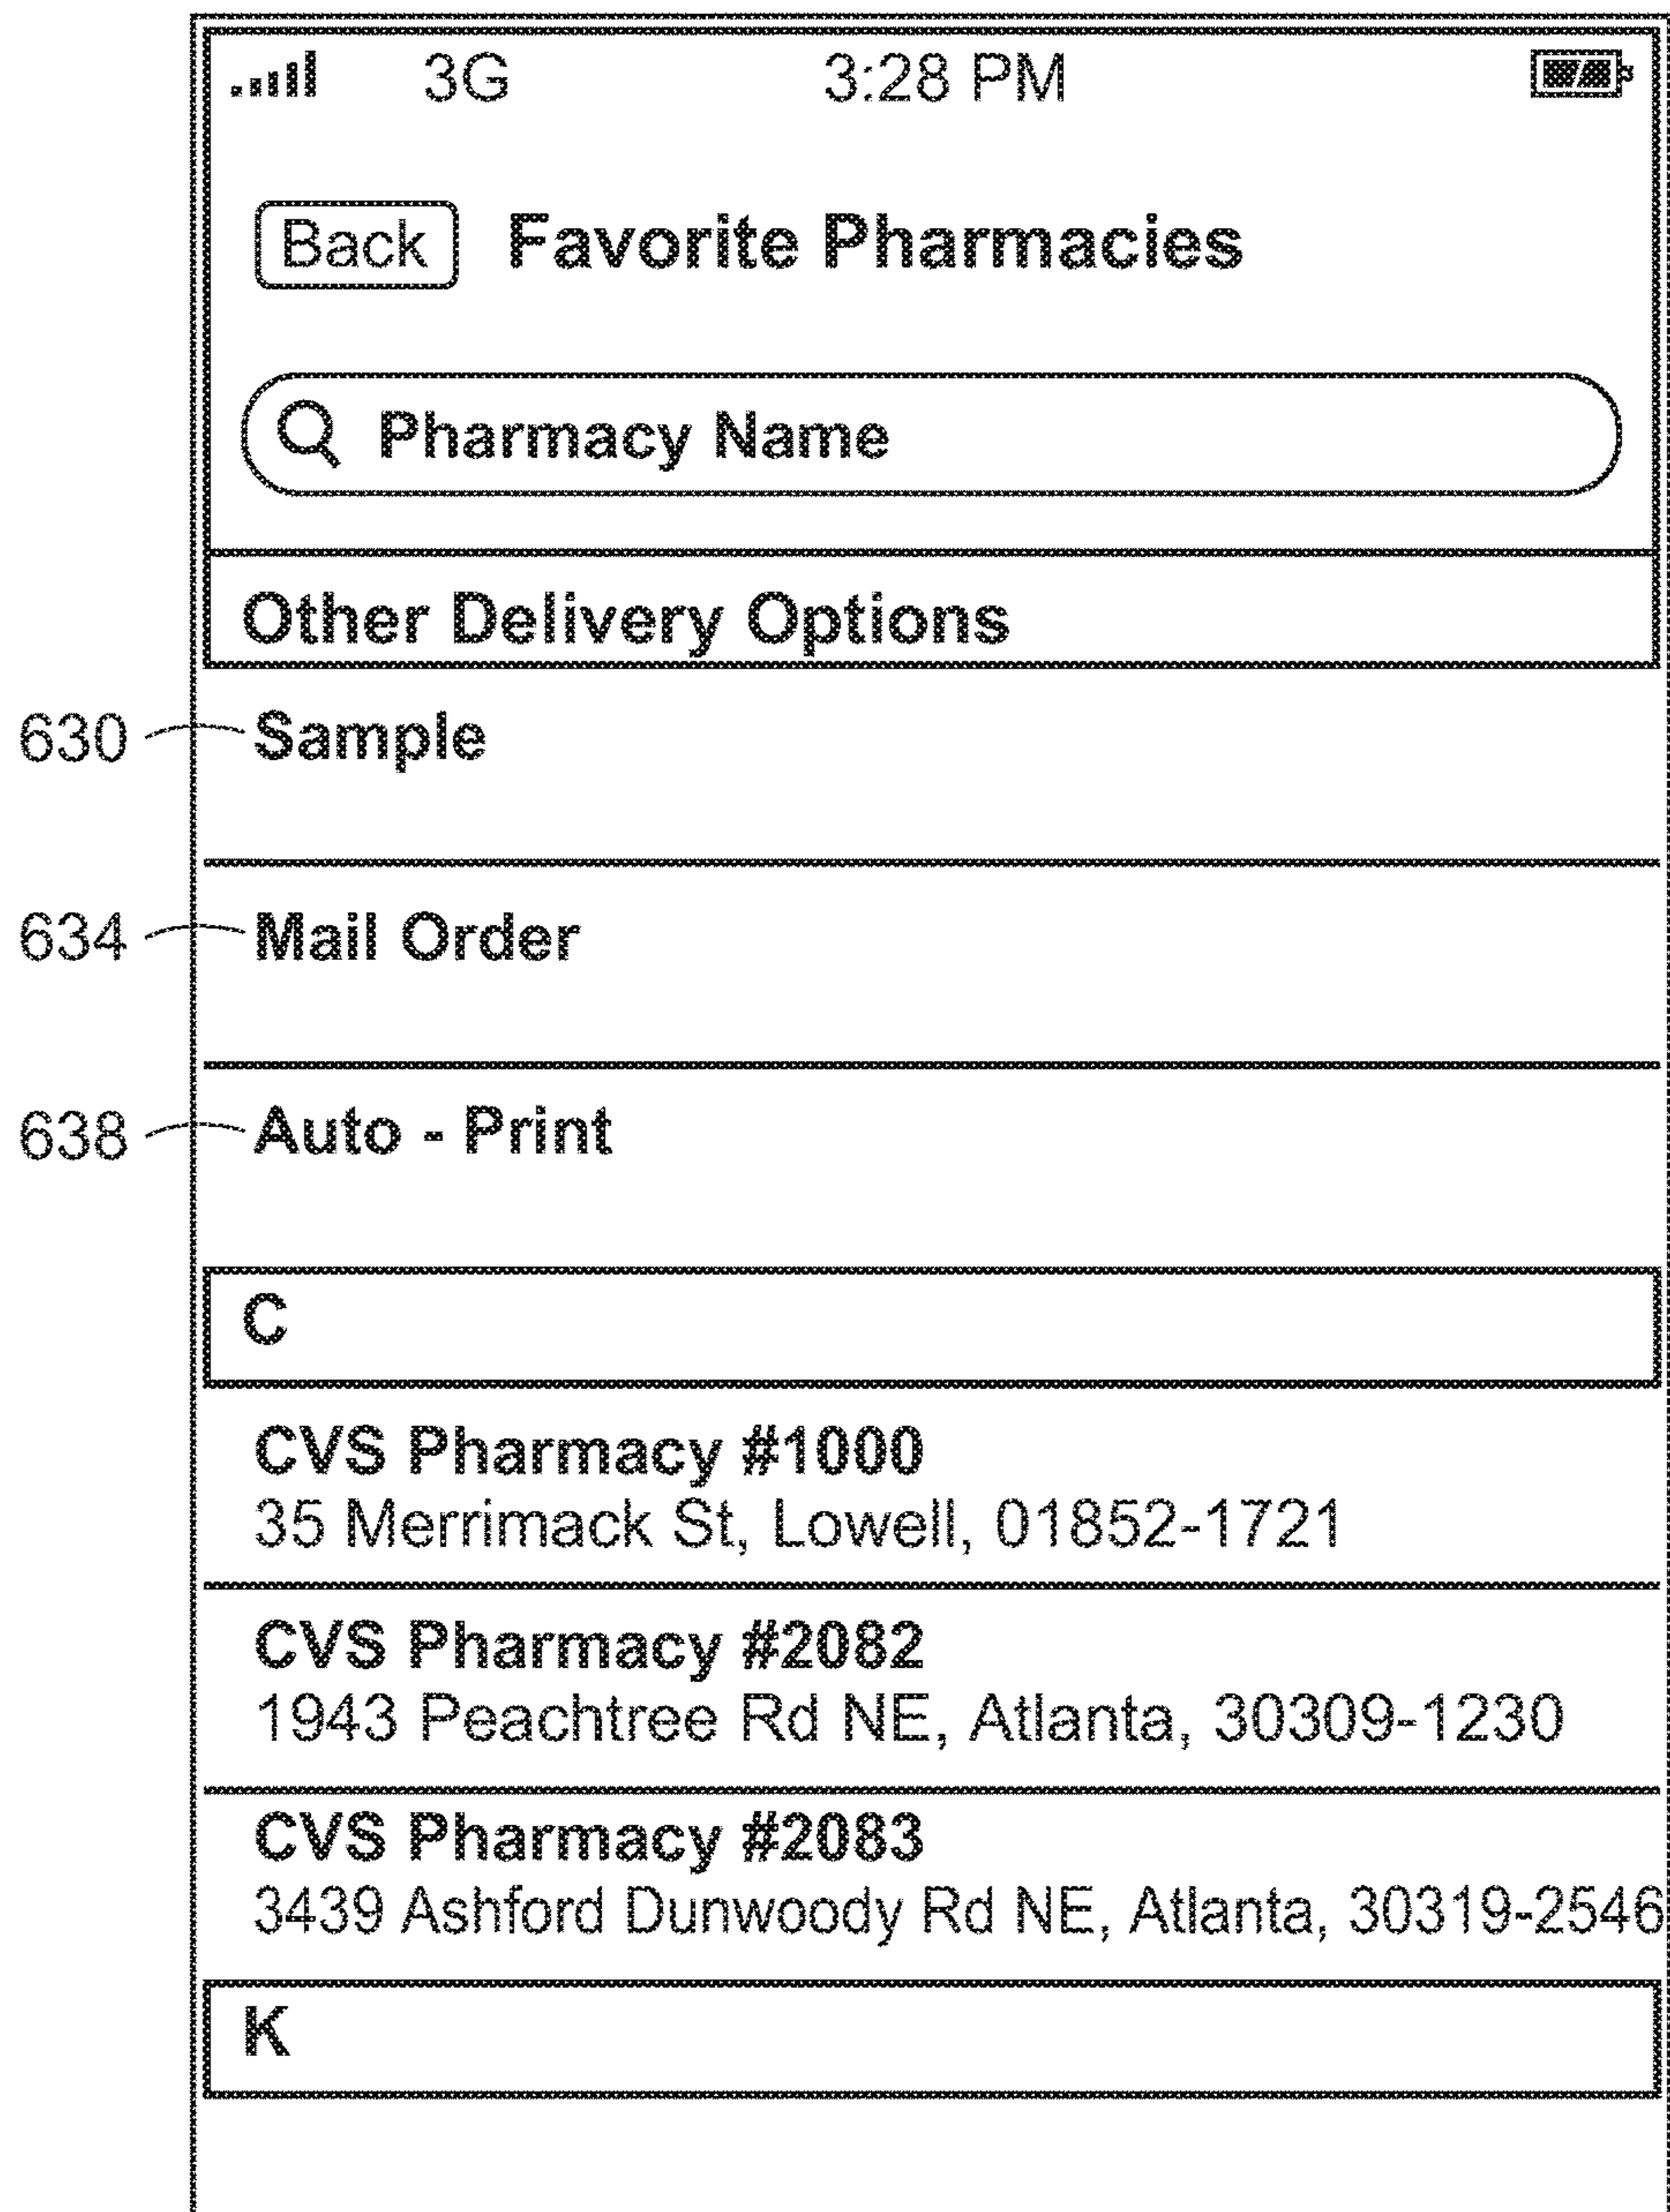 3G 3:28 PM
Back Favorite Pharmacies
Pharmacy Name
Other Delivery Options
630 Sample
634 Mail Order
638 Auto - Print
C
CVS Pharmacy #1000
35 Merrimack St, Lowell, 01852-1721
CVS Pharmacy #2082
1943 Peachtree Rd NE, Atlanta, 30309-1230
CVS Pharmacy #2083
3439 Ashford Dunwoody Rd NE, Atlanta, 30319-2546
K